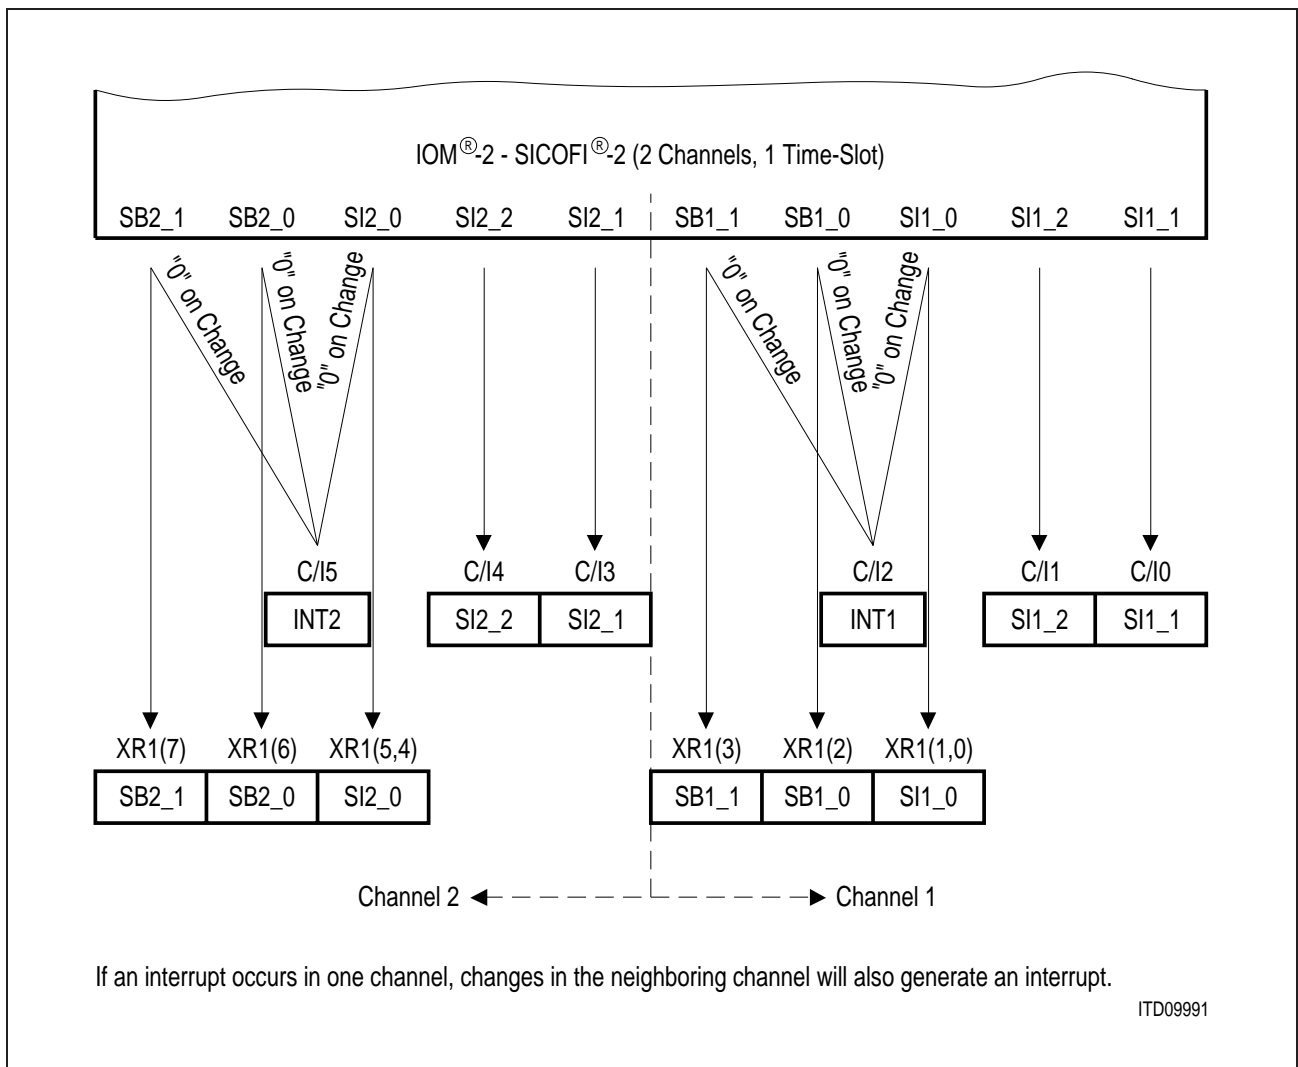 IOM®-2 - SICOFI®-2 (2 Channels, 1 Time-Slot)
SB2_1 SB2_0 SI2_0 SI2_2 SI2_1 SB1_1 SB1_0 SI1_0 SI1_2 SI1_1
"0" on Change "0" on Change "0" on Change "0" on Change "0" on Change "0" on Change
C/I5 C/I4 C/I3 C/I2 C/I1 C/I0
INT2 SI2_2 SI2_1 INT1 SI1_2 SI1_1
XR1(7) XR1(6) XR1(5,4) XR1(3) XR1(2) XR1(1,0)
SB2_1 SB2_0 SI2_0 SB1_1 SB1_0 SI1_0
Channel 2 Channel 1
If an interrupt occurs in one channel, changes in the neighboring channel will also generate an interrupt.
ITD09991